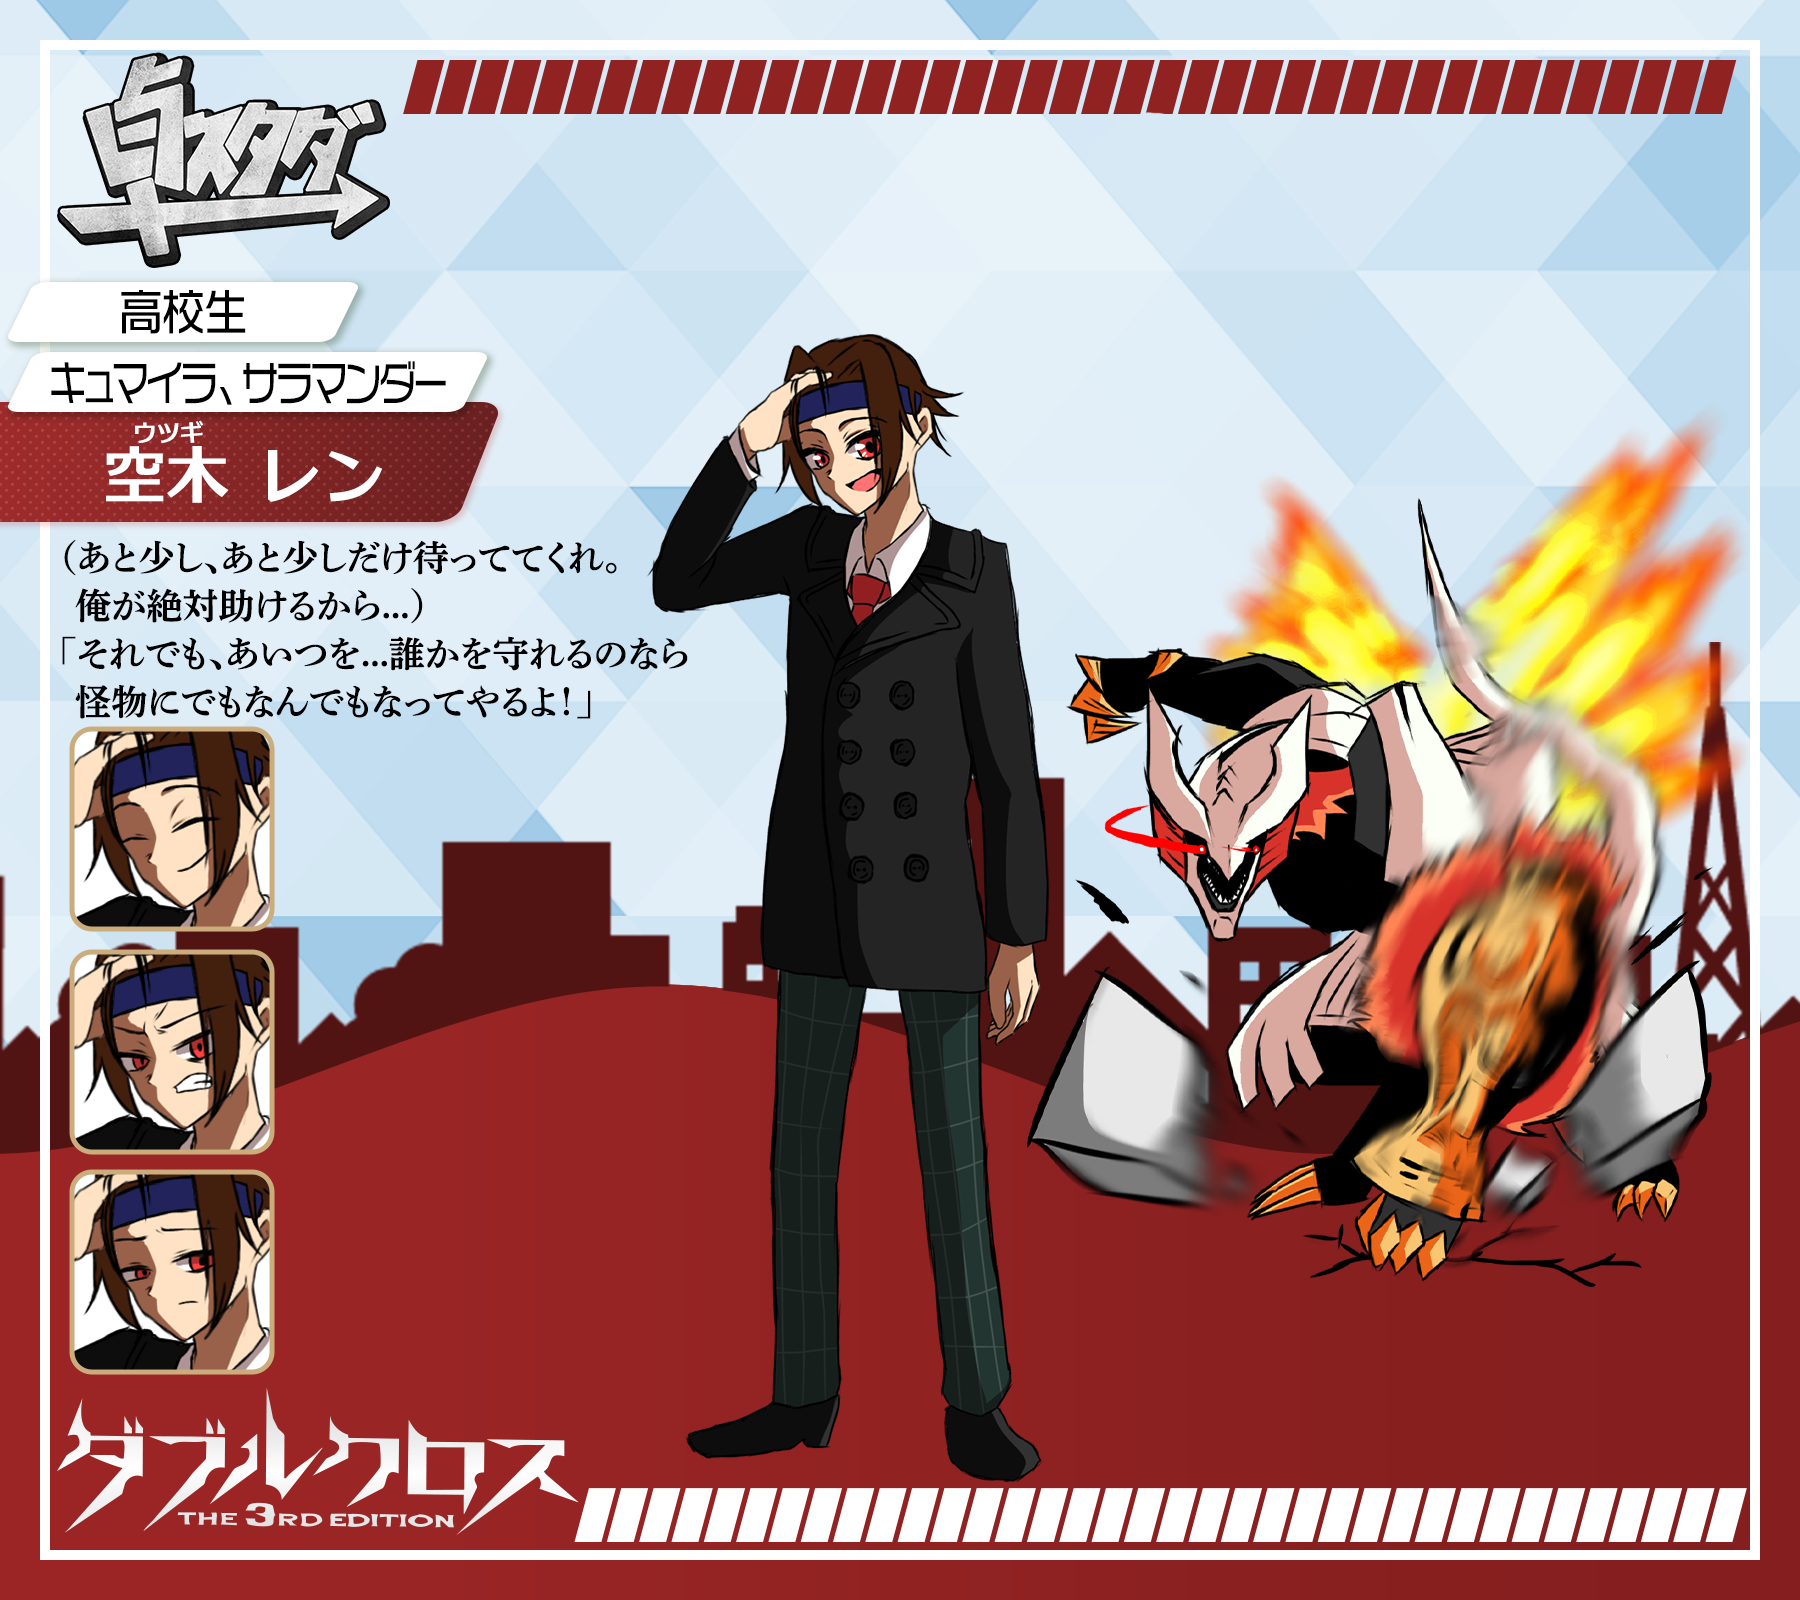 卓スタダ
高校生
キュマイラ、サラマンダー
ウツギ
空木 レン
（あと少し、あと少しだけ待っててくれ。
俺が絶対助けるから...）
「それでも、あいつを...誰かを守れるのなら
怪物にでもなんでもなってやるよ！」
ダブルクロス
THE 3RD EDITION